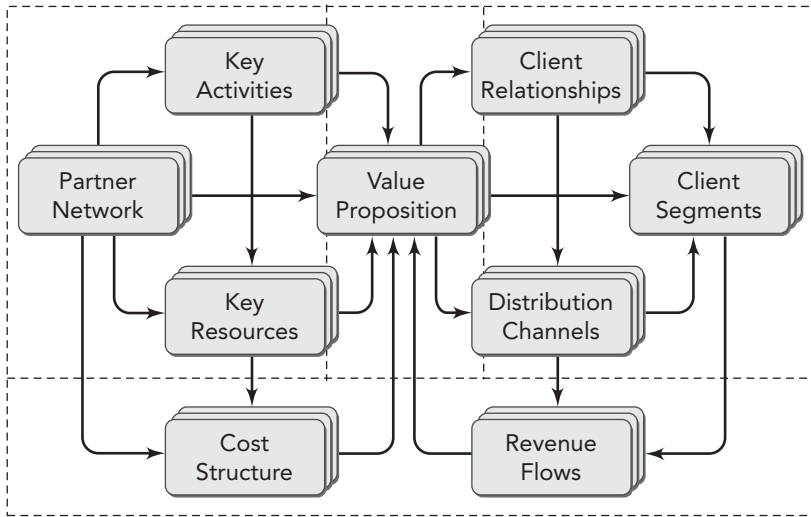 Key
Activities
Client
Relationships
Partner
Network
Value
Proposition
Client
Segments
Key
Resources
Distribution
Channels
Cost
Structure
Revenue
Flows